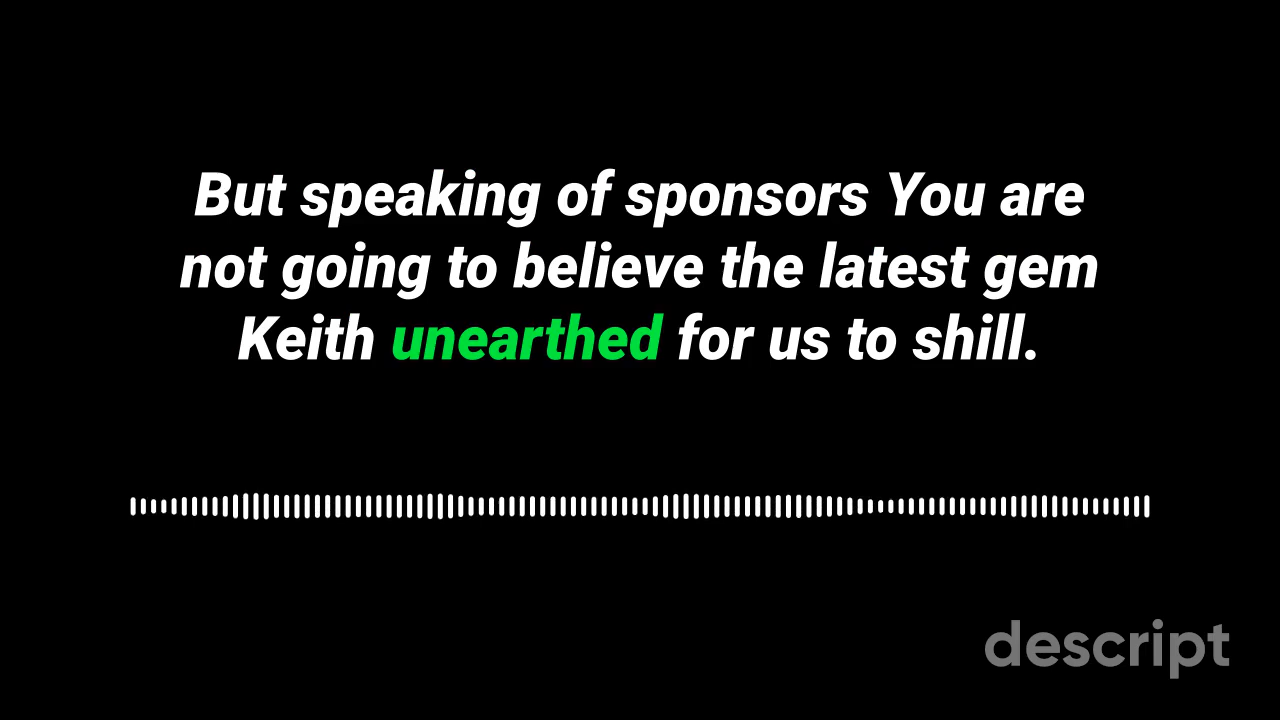 But speaking of sponsors You are
not going to believe the latest gem
Keith unearthed for us to shill.
descript